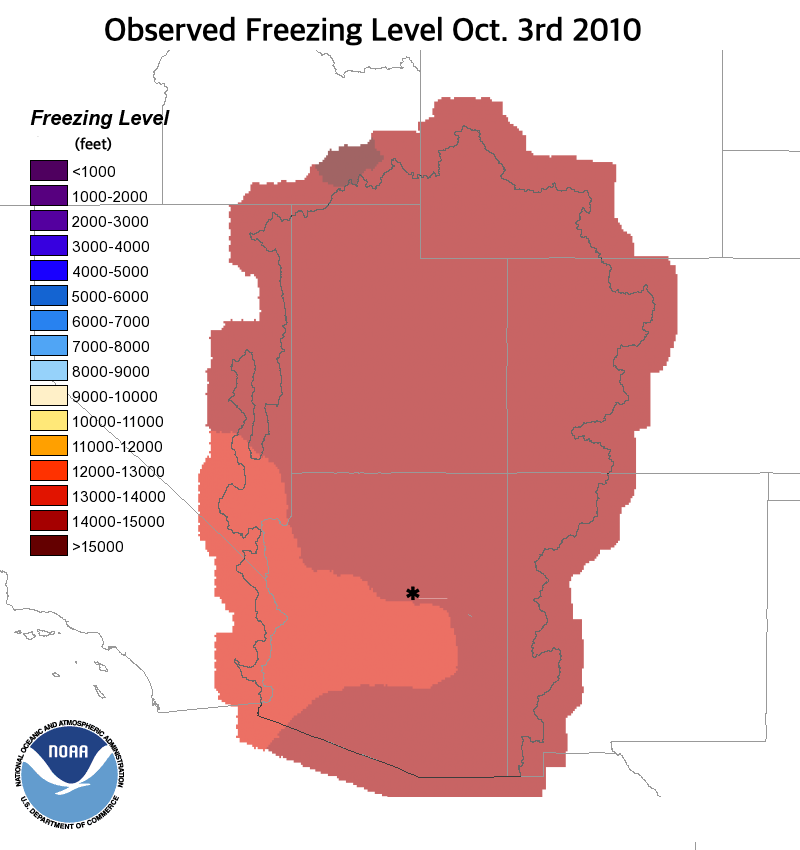 Observed Freezing Level Oct. 3rd 2010
Freezing Level
(feet)
<1000
1000-2000
2000-3000
3000-4000
4000-5000
5000-6000
6000-7000
7000-8000
8000-9000
9000-10000
10000-11000
11000-12000
12000-13000
13000-14000
14000-15000
>15000
*
NATIONAL OCEANIC AND ATMOSPHERIC ADMINISTRATION
NOAA
U.S. DEPARTMENT OF COMMERCE